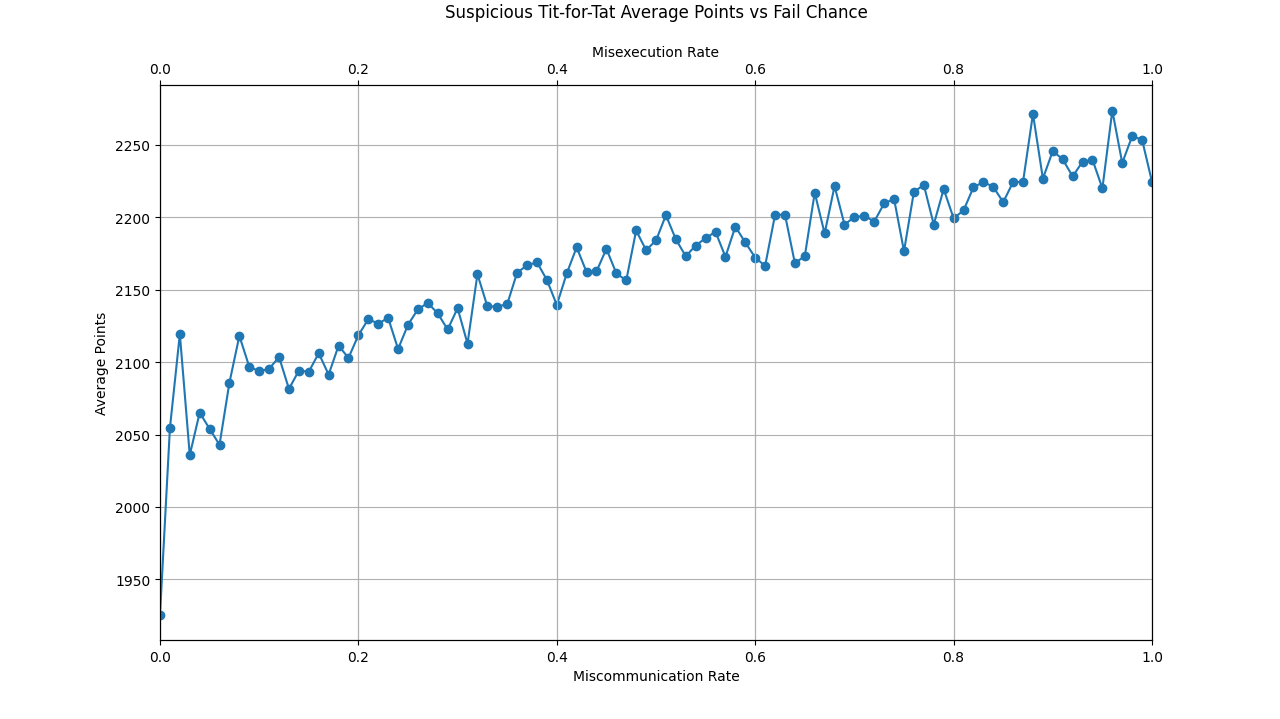 Suspicious Tit-for-Tat Average Points vs Fail Chance
Misexecution Rate
0.0 0.2 0.4 0.6 0.8 1.0
2250
2200
2150
2100
2050
2000
1950
Average Points
0.0 0.2 0.4 0.6 0.8 1.0
Miscommunication Rate